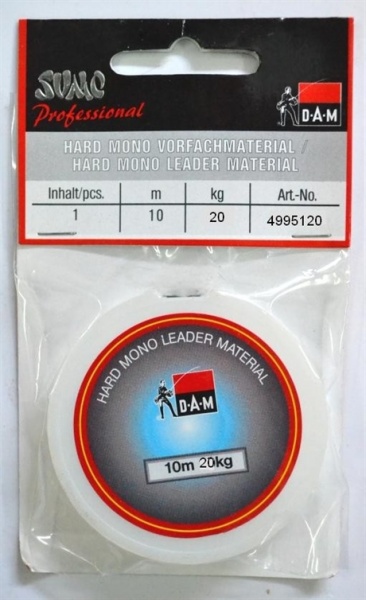 SUMO
Professional
D·A·M
HARD MONO VORFACHMATERIAL /
HARD MONO LEADER MATERIAL
Inhalt/pcs. m kg Art.-No.
1 10 20 4995120
HARD MONO LEADER MATERIAL
D·A·M
10m 20kg